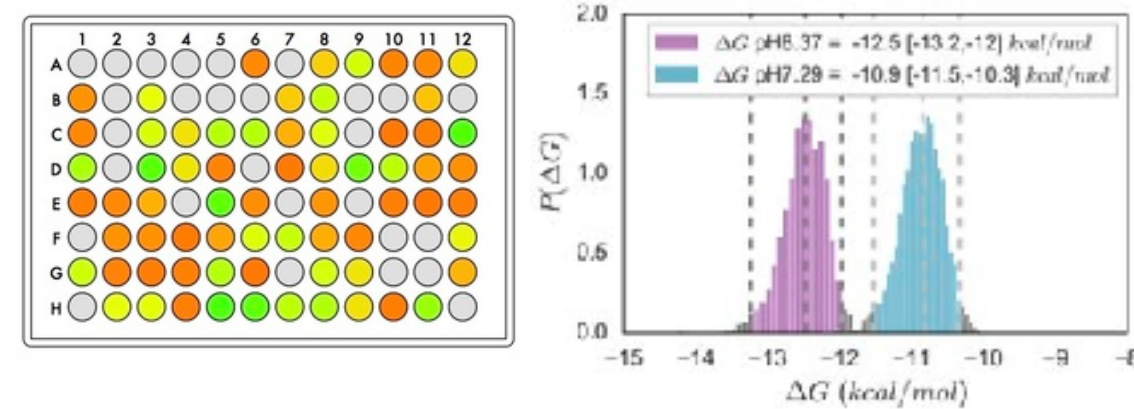 1 2 3 4 5 6 7 8 9 10 11 12
A
B
C
D
E
F
G
H
2.0
1.5
1.0
0.5
0.0
P(ΔG)
ΔG pH6.37 = -12.5 [-13.2,-12] kcal/mol
ΔG pH7.29 = -10.9 [-11.5,-10.3] kcal/mol
−15 −14 −13 −12 −11 −10 −9
ΔG (kcal/mol)